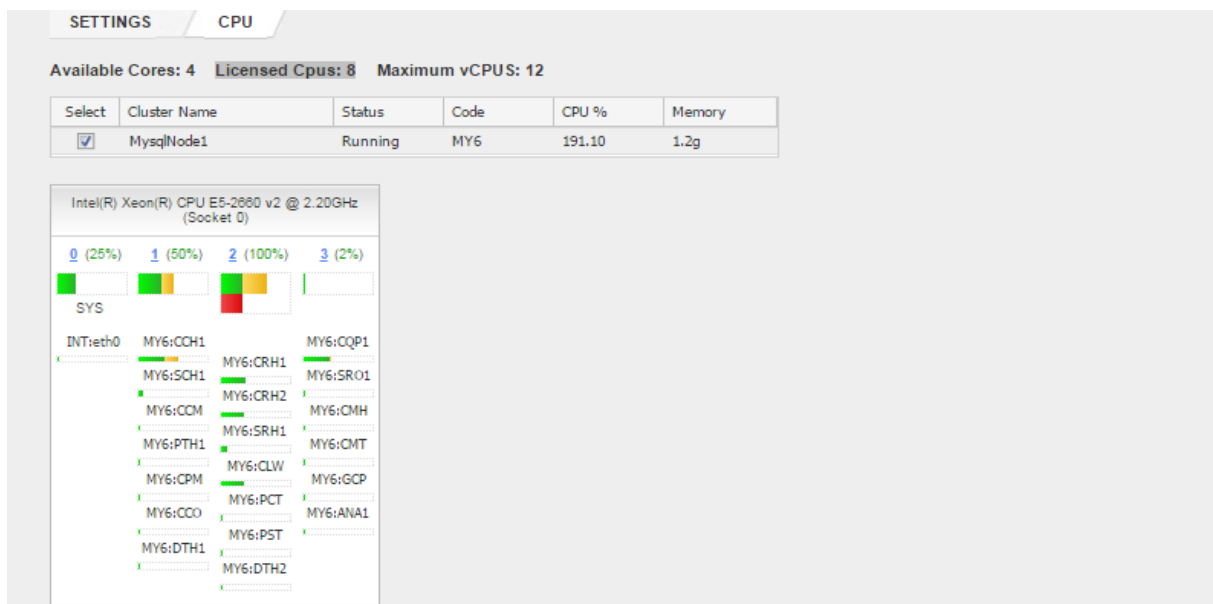 SETTINGS CPU
Available Cores: 4 Licensed Cpus: 8 Maximum vCPUS: 12
Select Cluster Name Status Code CPU % Memory
MysqlNode1 Running MY6 191.10 1.2g
Intel(R) Xeon(R) CPU E5-2660 v2 @ 2.20GHz
(Socket 0)
0 (25%) 1 (50%) 2 (100%) 3 (2%)
SYS
INT:eth0 MY6:CCH1 MY6:CQP1
MY6:CRH1
MY6:SCH1 MY6:SRO1
MY6:CRH2
MY6:CCM MY6:CMH
MY6:SRH1
MY6:PTH1 MY6:CMT
MY6:CLW
MY6:CPM MY6:GCP
MY6:PCT
MY6:CCO MY6:ANA1
MY6:PST
MY6:DTH1
MY6:DTH2